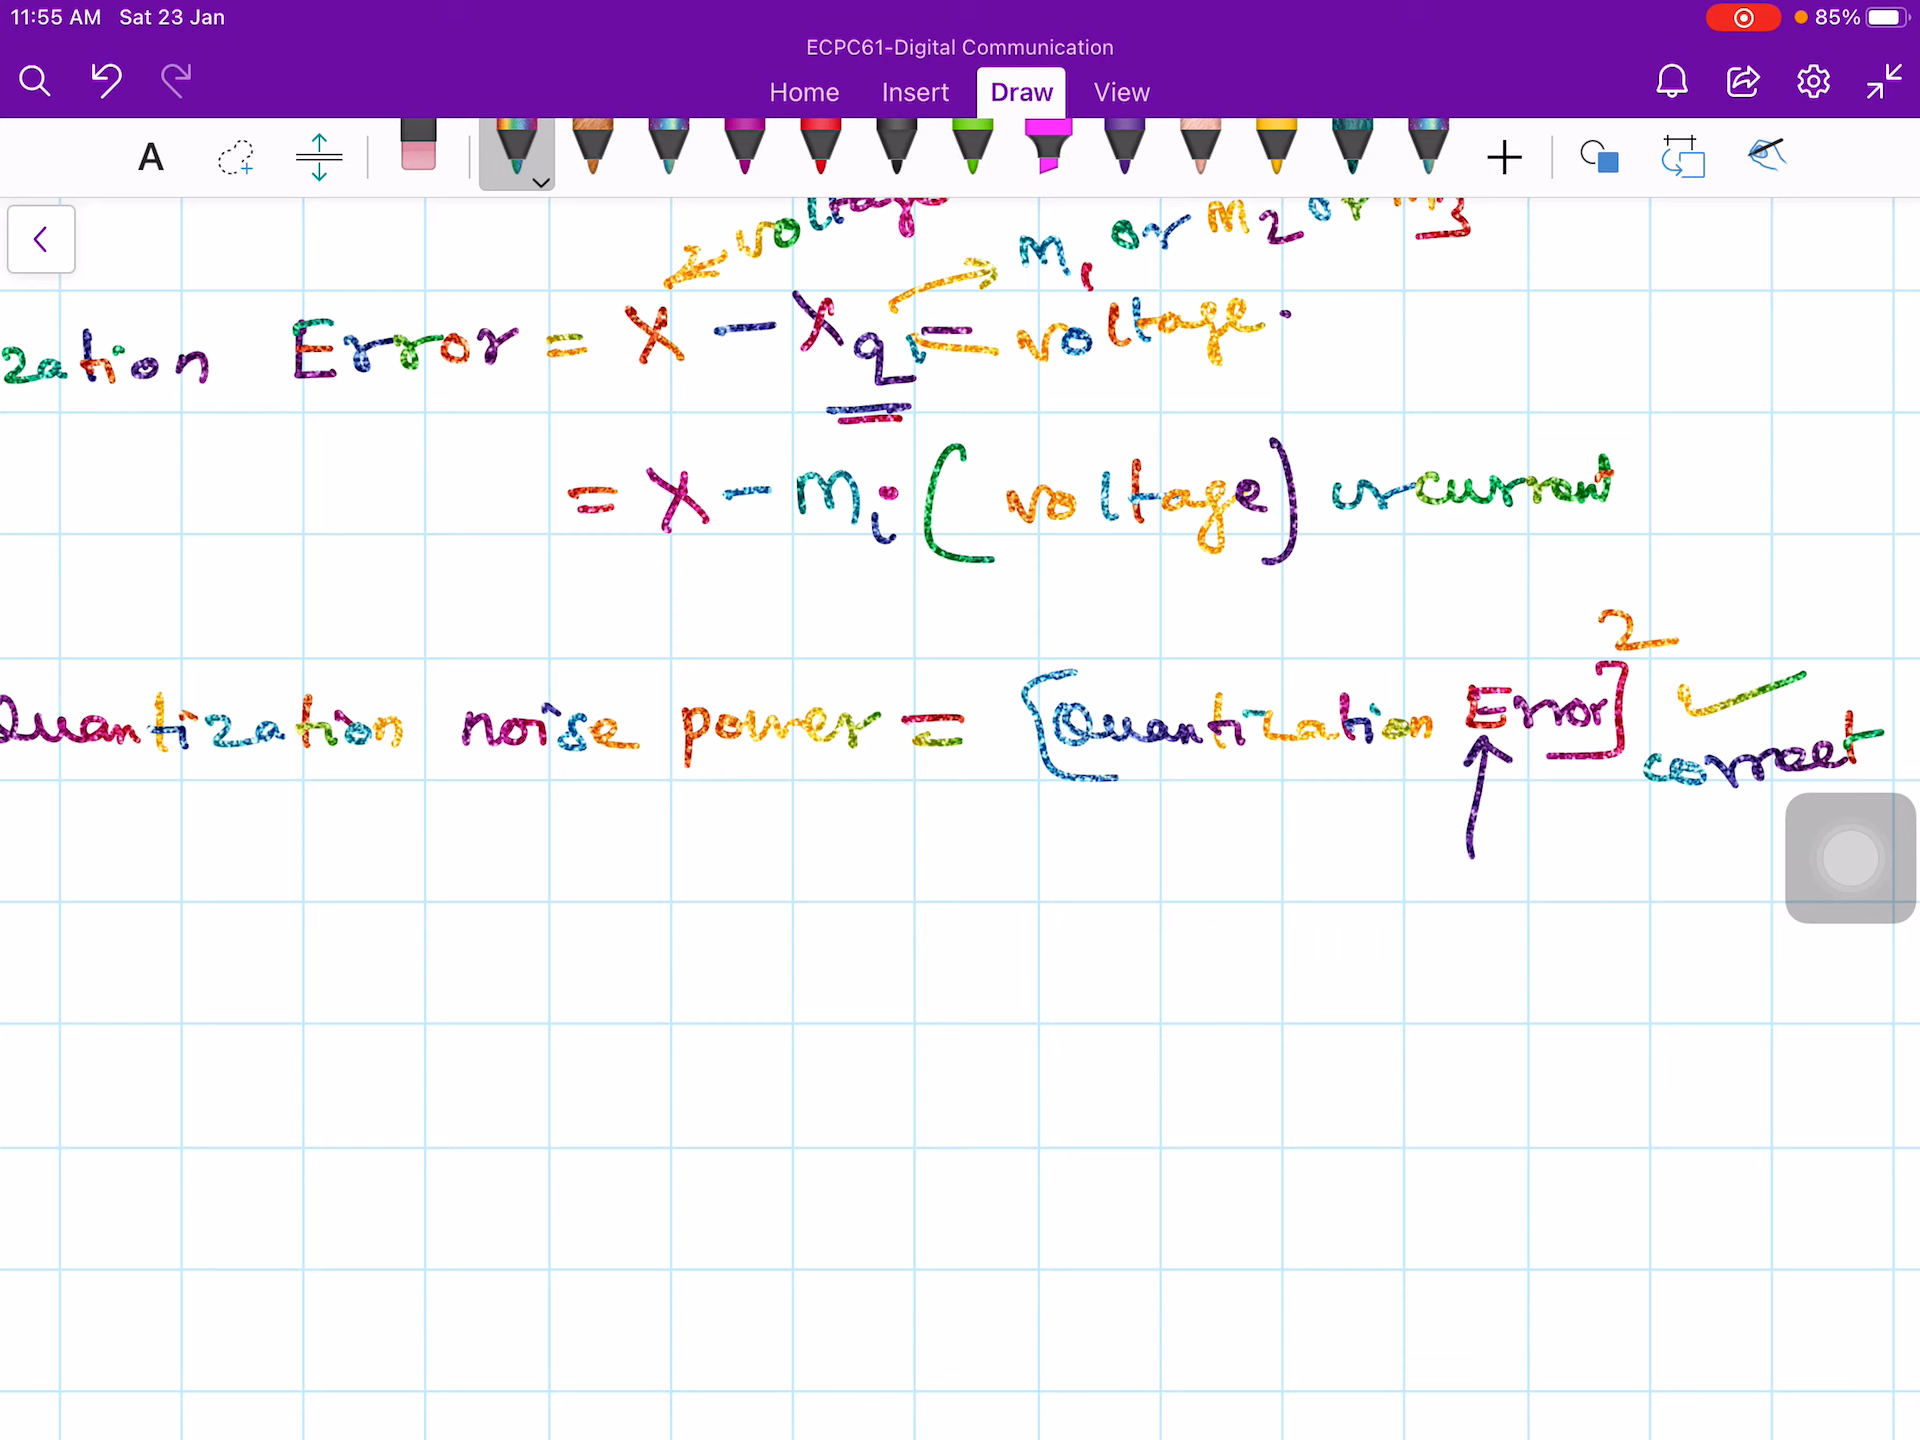 11:55 AM Sat 23 Jan 85%
ECPC61-Digital Communication
Home Insert Draw View
A
voltage m1 or m2 or m3
zation Error = X - Xq = voltage.
= X - mi (voltage) or current
Quantization noise power = [Quantization Error]2 ✓
correct